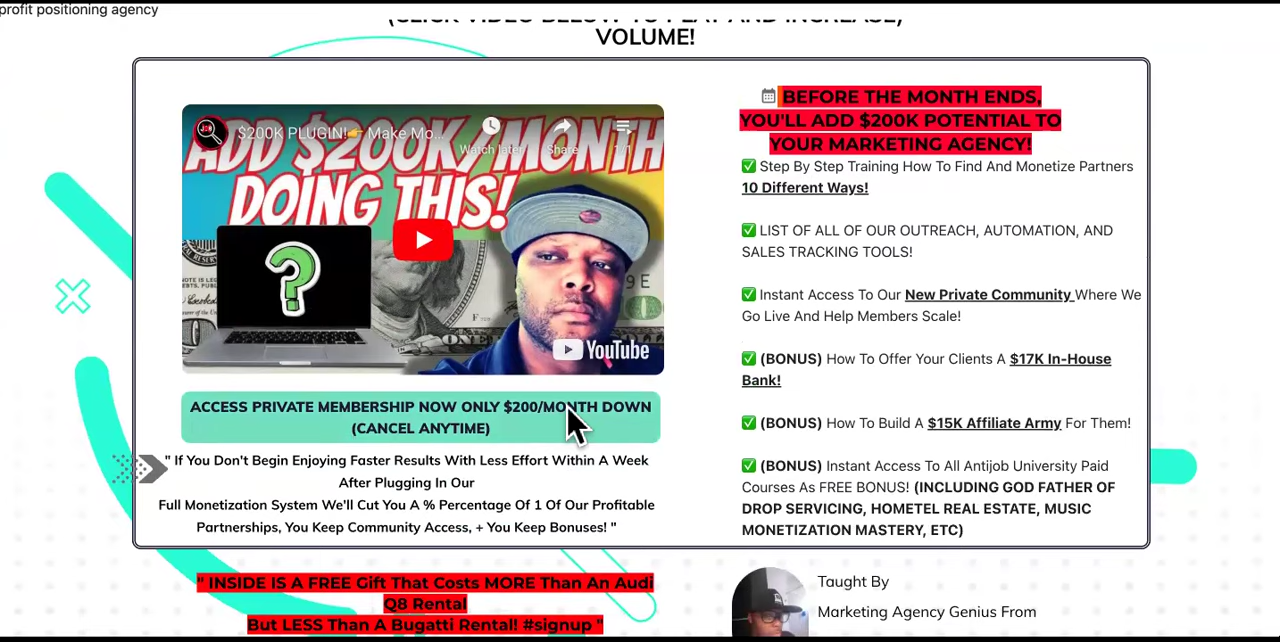 profit positioning agency
(CLICK VIDEO BELOW TO PLAY AND INCREASE)
VOLUME!
$200K PLUGIN!👉 Make Mo...
Watch later
Share
1/1
ADD $200K/MONTH
DOING THIS!
YouTube
ACCESS PRIVATE MEMBERSHIP NOW ONLY $200/MONTH DOWN
(CANCEL ANYTIME)
" If You Don't Begin Enjoying Faster Results With Less Effort Within A Week
After Plugging In Our
Full Monetization System We'll Cut You A % Percentage Of 1 Of Our Profitable
Partnerships, You Keep Community Access, + You Keep Bonuses! "
" INSIDE IS A FREE Gift That Costs MORE Than An Audi
Q8 Rental
But LESS Than A Bugatti Rental! #signup "
BEFORE THE MONTH ENDS,
YOU'LL ADD $200K POTENTIAL TO
YOUR MARKETING AGENCY!
✅ Step By Step Training How To Find And Monetize Partners
10 Different Ways!
✅ LIST OF ALL OF OUR OUTREACH, AUTOMATION, AND
SALES TRACKING TOOLS!
✅ Instant Access To Our New Private Community Where We
Go Live And Help Members Scale!
✅ (BONUS) How To Offer Your Clients A $17K In-House
Bank!
✅ (BONUS) How To Build A $15K Affiliate Army For Them!
✅ (BONUS) Instant Access To All Antijob University Paid
Courses As FREE BONUS! (INCLUDING GOD FATHER OF
DROP SERVICING, HOMETEL REAL ESTATE, MUSIC
MONETIZATION MASTERY, ETC)
Taught By
Marketing Agency Genius From